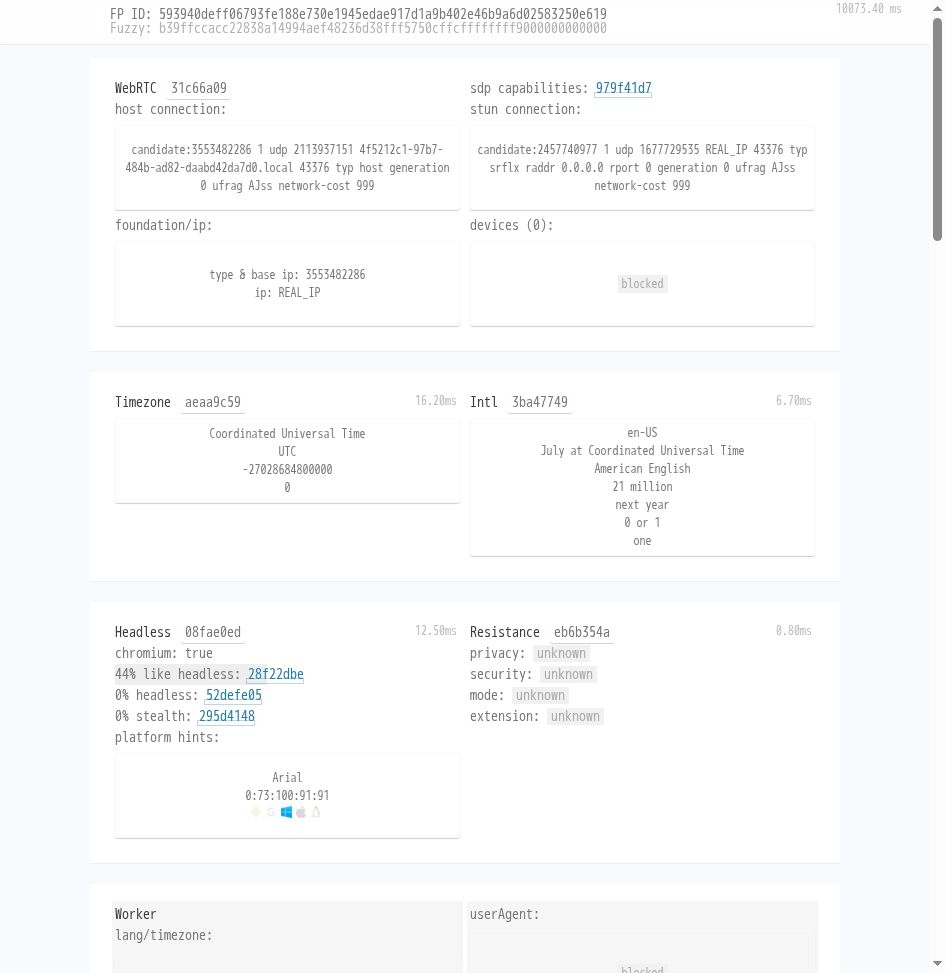 FP ID: 593940deff06793fe188e730e1945edae917d1a9b402e46b9a6d02583250e619
10073.40 ms
Fuzzy: b39ffccacc22838a14994aef48236d38fff5750cffcffffffff9000000000000
WebRTC 31c66a09
host connection:
candidate:3553482286 1 udp 2113937151 4f5212c1-97b7-
484b-ad82-daabd42da7d0.local 43376 typ host generation
0 ufrag AJss network-cost 999
foundation/ip:
type & base ip: 3553482286
ip: REAL_IP
sdp capabilities: 979f41d7
stun connection:
candidate:2457740977 1 udp 1677729535 REAL_IP 43376 typ
srflx raddr 0.0.0.0 rport 0 generation 0 ufrag AJss
network-cost 999
devices (0):
blocked
Timezone aeaa9c59 16.20ms
Coordinated Universal Time
UTC
-27028684800000
0
Intl 3ba47749 6.70ms
en-US
July at Coordinated Universal Time
American English
21 million
next year
0 or 1
one
Headless 08fae0ed 12.50ms
chromium: true
44% like headless: 28f22dbe
0% headless: 52defe05
0% stealth: 295d4148
platform hints:
Arial
0:73:100:91:91
Resistance eb6b354a 0.80ms
privacy: unknown
security: unknown
mode: unknown
extension: unknown
Worker
lang/timezone:
userAgent:
blocked